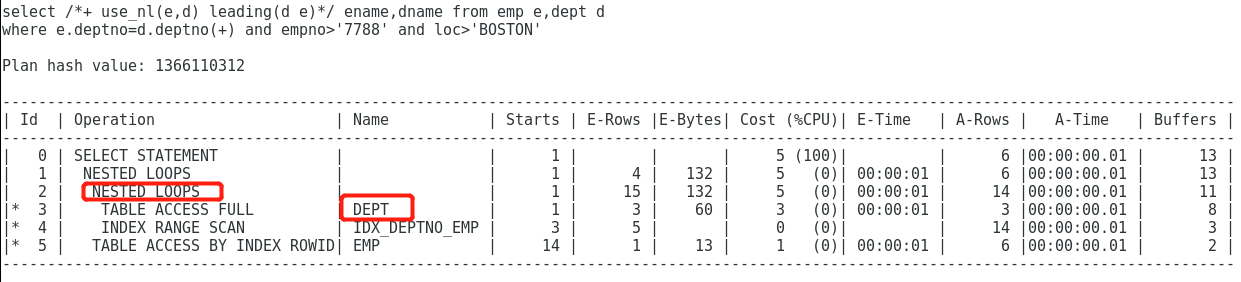 select /*+ use_nl(e,d) leading(d e)*/ ename,dname from emp e,dept d
where e.deptno=d.deptno(+) and empno>'7788' and loc>'BOSTON'
Plan hash value: 1366110312
--------------------------------------------------------------------------------------------------------------------------------------
| Id  | Operation                    | Name           | Starts | E-Rows |E-Bytes| Cost (%CPU)| E-Time   | A-Rows |   A-Time   | Buffers |
--------------------------------------------------------------------------------------------------------------------------------------
|   0 | SELECT STATEMENT             |                |      1 |        |       |     5 (100)|          |      6 |00:00:00.01 |      13 |
|   1 |  NESTED LOOPS                |                |      1 |      4 |   132 |     5   (0)| 00:00:01 |      6 |00:00:00.01 |      13 |
|   2 |   NESTED LOOPS               |                |      1 |     15 |   132 |     5   (0)| 00:00:01 |     14 |00:00:00.01 |      11 |
|*  3 |    TABLE ACCESS FULL         | DEPT           |      1 |      3 |    60 |     3   (0)| 00:00:01 |      3 |00:00:00.01 |       8 |
|*  4 |    INDEX RANGE SCAN          | IDX_DEPTNO_EMP |      3 |      5 |       |     0   (0)|          |     14 |00:00:00.01 |       3 |
|*  5 |   TABLE ACCESS BY INDEX ROWID| EMP            |     14 |      1 |    13 |     1   (0)| 00:00:01 |      6 |00:00:00.01 |       2 |
--------------------------------------------------------------------------------------------------------------------------------------